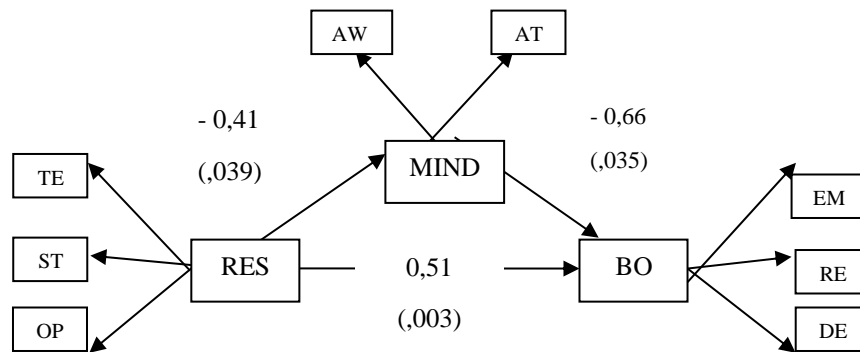 AW
AT
- 0,41
(,039)
- 0,66
(,035)
MIND
TE
EM
ST
RES
0,51
(,003)
BO
RE
OP
DE